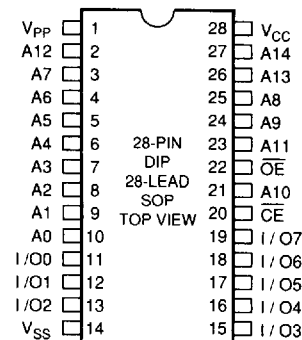 VPP 1 28 VCC
A12 2 27 A14
A7 3 26 A13
A6 4 25 A8
A5 5 24 A9
A4 6 28-PIN 23 A11
A3 7 DIP 22 OE
A2 8 28-LEAD 21 A10
A1 9 SOP 20 CE
A0 10 TOP VIEW 19 I/O7
I/O0 11 18 I/O6
I/O1 12 17 I/O5
I/O2 13 16 I/O4
VSS 14 15 I/O3